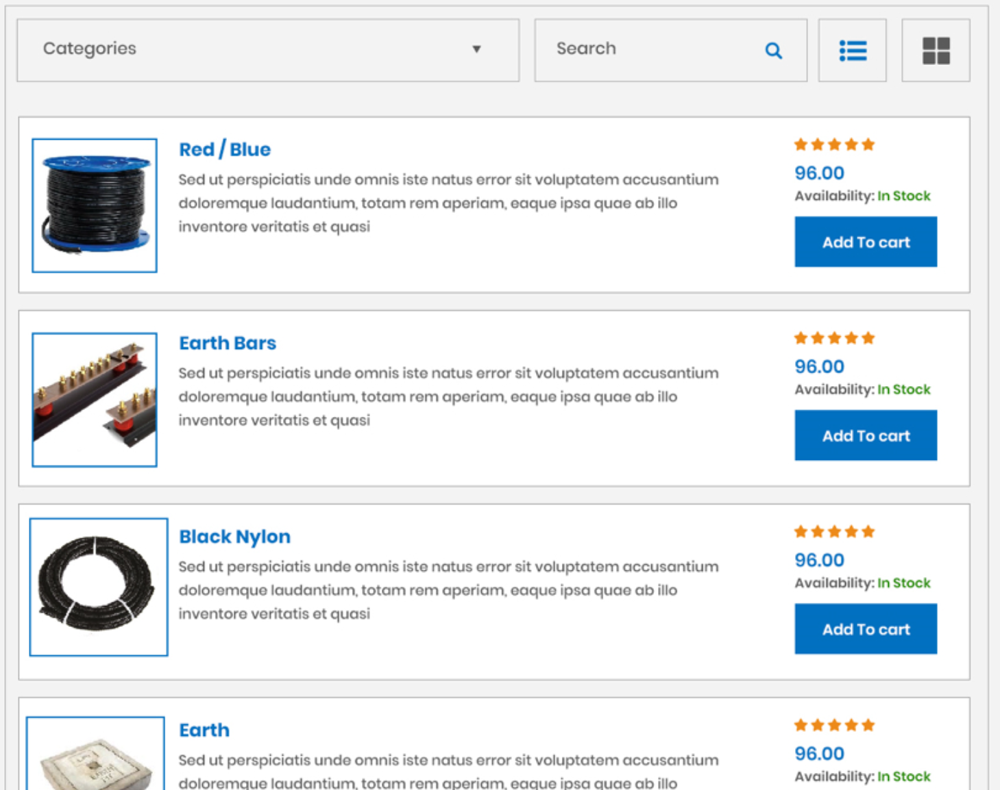 Categories
Search
Red / Blue
Sed ut perspiciatis unde omnis iste natus error sit voluptatem accusantium
doloremque laudantium, totam rem aperiam, eaque ipsa quae ab illo
inventore veritatis et quasi
96.00
Availability: In Stock
Add To cart
Earth Bars
Sed ut perspiciatis unde omnis iste natus error sit voluptatem accusantium
doloremque laudantium, totam rem aperiam, eaque ipsa quae ab illo
inventore veritatis et quasi
96.00
Availability: In Stock
Add To cart
Black Nylon
Sed ut perspiciatis unde omnis iste natus error sit voluptatem accusantium
doloremque laudantium, totam rem aperiam, eaque ipsa quae ab illo
inventore veritatis et quasi
96.00
Availability: In Stock
Add To cart
Earth
Sed ut perspiciatis unde omnis iste natus error sit voluptatem accusantium
doloremque laudantium, totam rem aperiam, eaque ipsa quae ab illo
96.00
Availability: In Stock